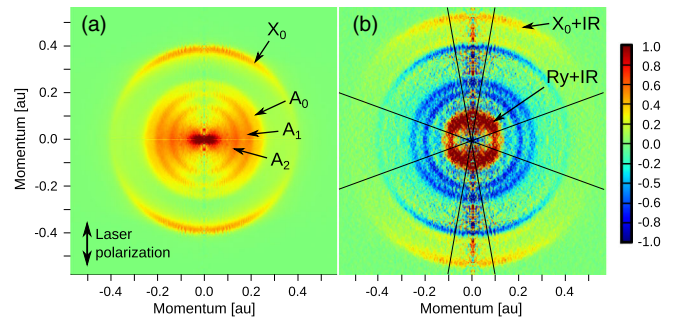 (a)
X0
A0
A1
A2
Laser
polarization
Momentum [au]
0.4
0.2
0.0
-0.2
-0.4
-0.4
-0.2
0.0
0.2
0.4
Momentum [au]
(b)
X0+IR
Ry+IR
-0.4
-0.2
0.0
0.2
0.4
Momentum [au]
1.0
0.8
0.6
0.4
0.2
0.0
-0.2
-0.4
-0.6
-0.8
-1.0